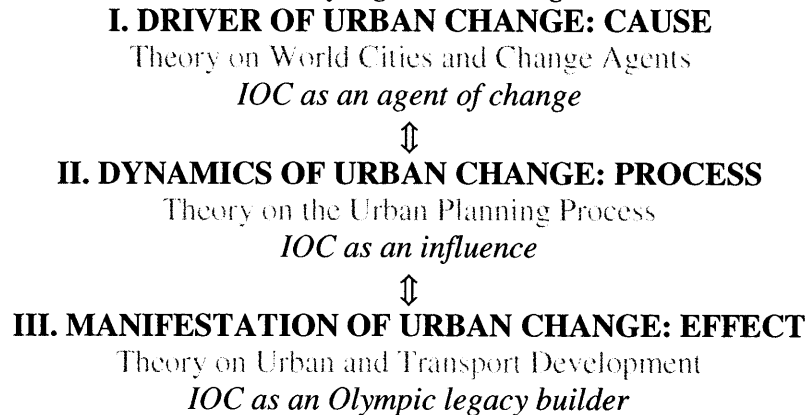 I. DRIVER OF URBAN CHANGE: CAUSE
Theory on World Cities and Change Agents
IOC as an agent of change
⇕
II. DYNAMICS OF URBAN CHANGE: PROCESS
Theory on the Urban Planning Process
IOC as an influence
⇕
III. MANIFESTATION OF URBAN CHANGE: EFFECT
Theory on Urban and Transport Development
IOC as an Olympic legacy builder